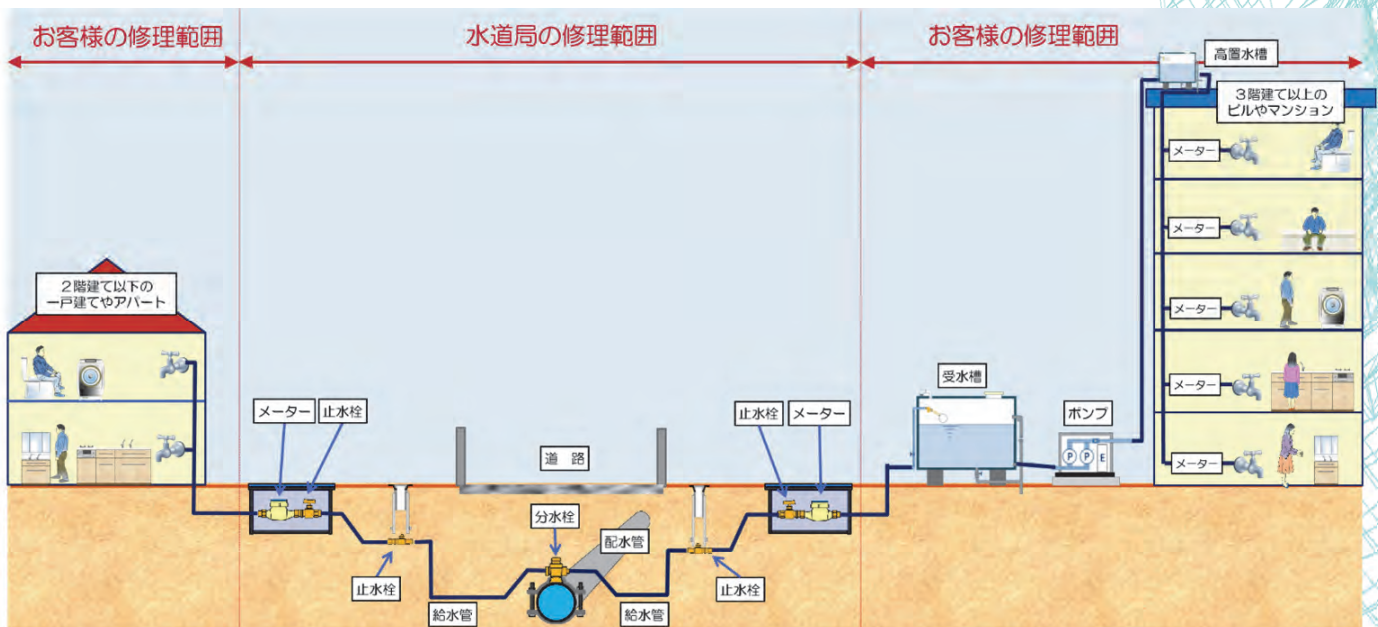 お客様の修理範囲
水道局の修理範囲
お客様の修理範囲
高置水槽
3階建て以上の
ビルやマンション
メーター
メーター
2階建て以下の
一戸建てやアパート
メーター
受水槽
メーター
メーター
止水栓
止水栓
メーター
ポンプ
道 路
P
P
E
メーター
分水栓
配水管
止水栓
止水栓
給水管
給水管